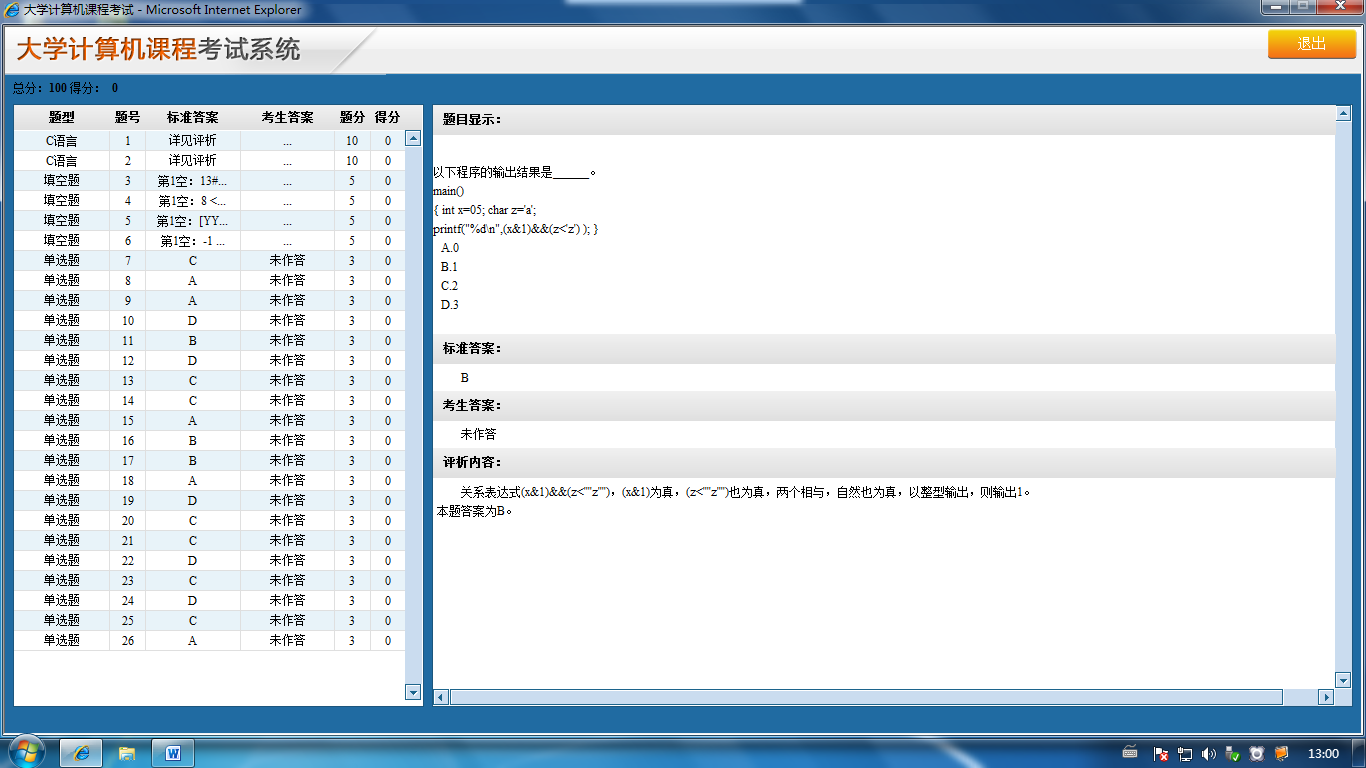 大学计算机课程考试 - Microsoft Internet Explorer
大学计算机课程考试系统
退出
总分：100 得分： 0
题型 题号 标准答案 考生答案 题分 得分
C语言 1 详见评析 ... 10 0
C语言 2 详见评析 ... 10 0
填空题 3 第1空：13#... ... 5 0
填空题 4 第1空：8 <... ... 5 0
填空题 5 第1空：[YY... ... 5 0
填空题 6 第1空：-1 ... ... 5 0
单选题 7 C 未作答 3 0
单选题 8 A 未作答 3 0
单选题 9 A 未作答 3 0
单选题 10 D 未作答 3 0
单选题 11 B 未作答 3 0
单选题 12 D 未作答 3 0
单选题 13 C 未作答 3 0
单选题 14 C 未作答 3 0
单选题 15 A 未作答 3 0
单选题 16 B 未作答 3 0
单选题 17 B 未作答 3 0
单选题 18 A 未作答 3 0
单选题 19 D 未作答 3 0
单选题 20 C 未作答 3 0
单选题 21 C 未作答 3 0
单选题 22 D 未作答 3 0
单选题 23 C 未作答 3 0
单选题 24 D 未作答 3 0
单选题 25 C 未作答 3 0
单选题 26 A 未作答 3 0
题目显示：
以下程序的输出结果是______。
main()
{ int x=05; char z='a';
printf("%d\n",(x&1)&&(z<'z') ); }
A.0
B.1
C.2
D.3
标准答案：
B
考生答案：
未作答
评析内容：
关系表达式(x&1)&&(z<""z"")，(x&1)为真，(z<""z"")也为真，两个相与，自然也为真，以整型输出，则输出1。
本题答案为B。
13:00